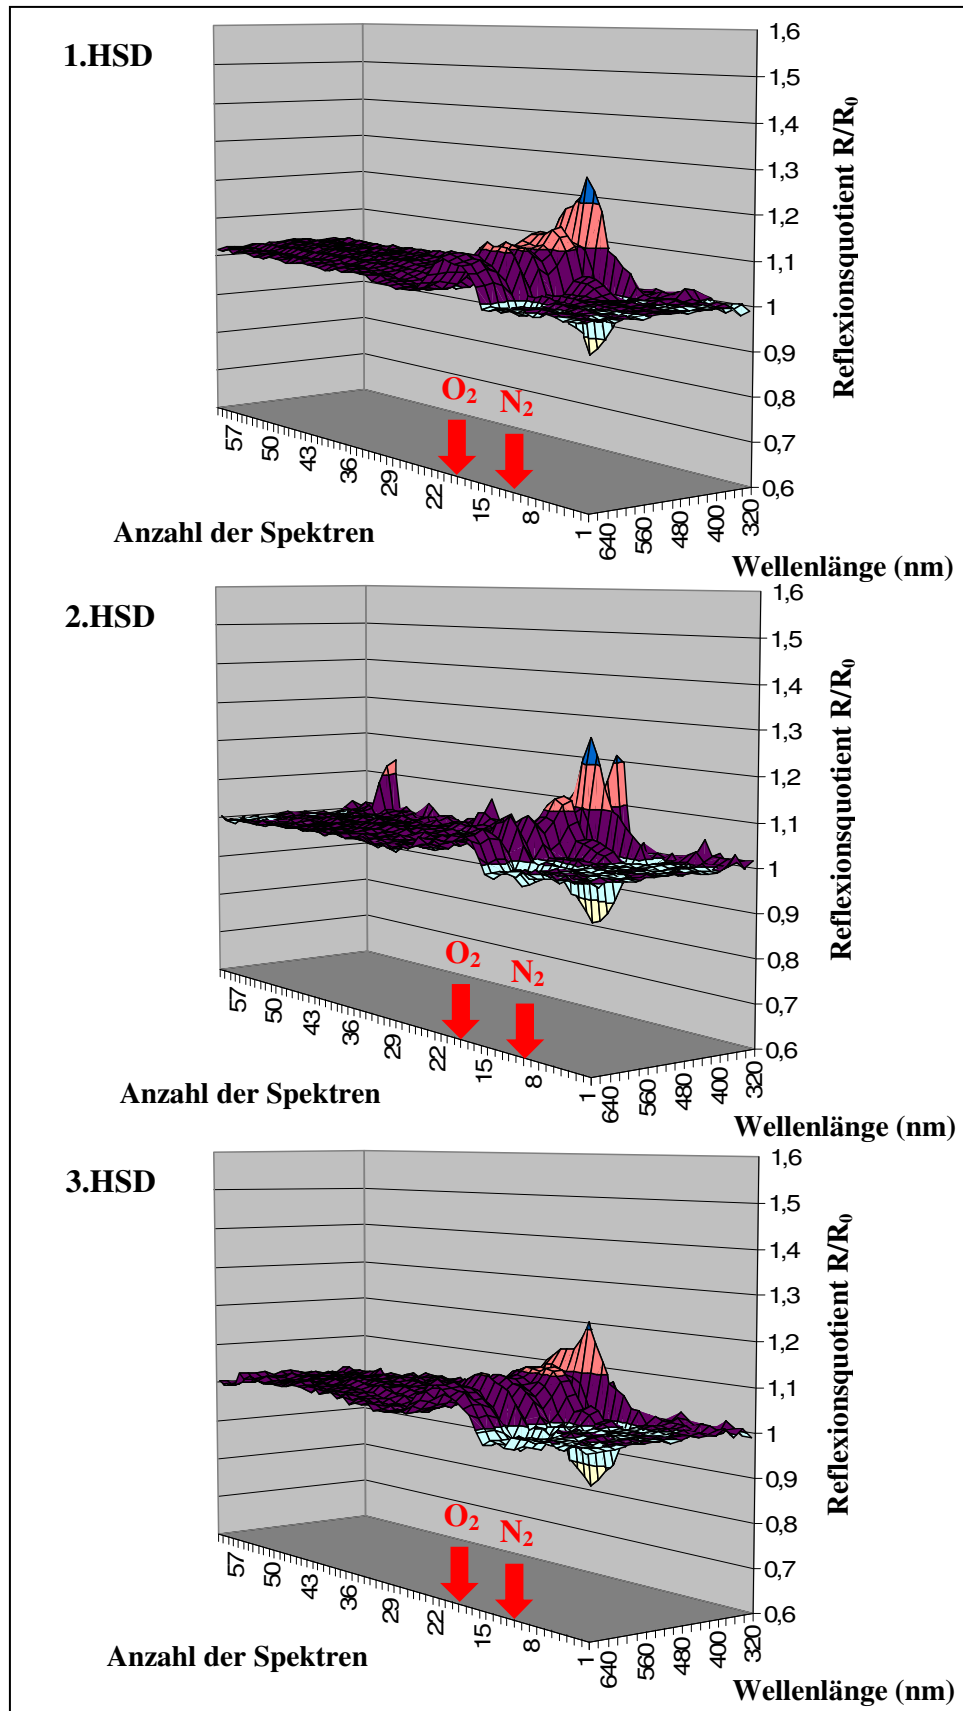 1.HSD
1,6
1,5
1,4
1,3
1,2
1,1
1
0,9
0,8
0,7
0,6
Reflexionsquotient R/R₀
O₂ N₂
57 50 43 36 29 22 15 8 1
640 560 480 400 320
Anzahl der Spektren
Wellenlänge (nm)
2.HSD
1,6
1,5
1,4
1,3
1,2
1,1
1
0,9
0,8
0,7
0,6
Reflexionsquotient R/R₀
O₂ N₂
57 50 43 36 29 22 15 8 1
640 560 480 400 320
Anzahl der Spektren
Wellenlänge (nm)
3.HSD
1,6
1,5
1,4
1,3
1,2
1,1
1
0,9
0,8
0,7
0,6
Reflexionsquotient R/R₀
O₂ N₂
57 50 43 36 29 22 15 8 1
640 560 480 400 320
Anzahl der Spektren
Wellenlänge (nm)